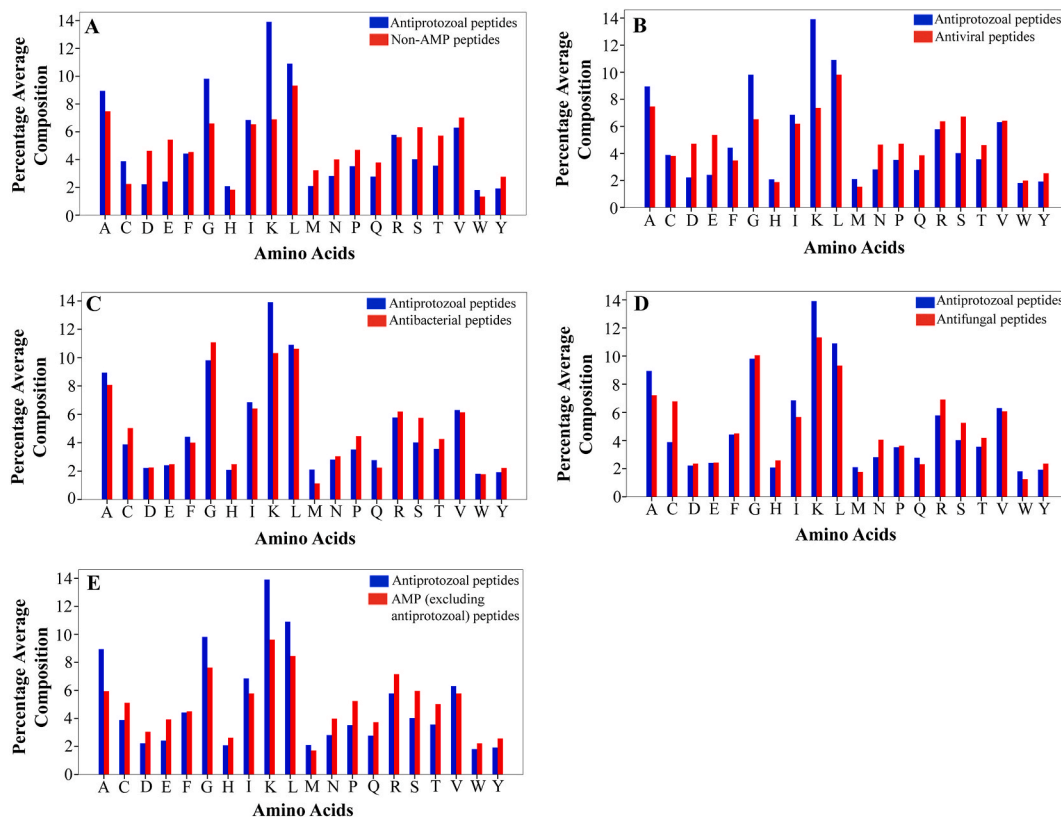 A
Antiprotozoal peptides
Non-AMP peptides
Percentage Average
Composition
14
12
10
8
6
4
2
0
A C D E F G H I K L M N P Q R S T V W Y
Amino Acids
B
Antiprotozoal peptides
Antiviral peptides
Percentage Average
Composition
14
12
10
8
6
4
2
0
A C D E F G H I K L M N P Q R S T V W Y
Amino Acids
C
Antiprotozoal peptides
Antibacterial peptides
Percentage Average
Composition
14
12
10
8
6
4
2
0
A C D E F G H I K L M N P Q R S T V W Y
Amino Acids
D
Antiprotozoal peptides
Antifungal peptides
Percentage Average
Composition
14
12
10
8
6
4
2
0
A C D E F G H I K L M N P Q R S T V W Y
Amino Acids
E
Antiprotozoal peptides
AMP (excluding
antiprotozoal) peptides
Percentage Average
Composition
14
12
10
8
6
4
2
0
A C D E F G H I K L M N P Q R S T V W Y
Amino Acids